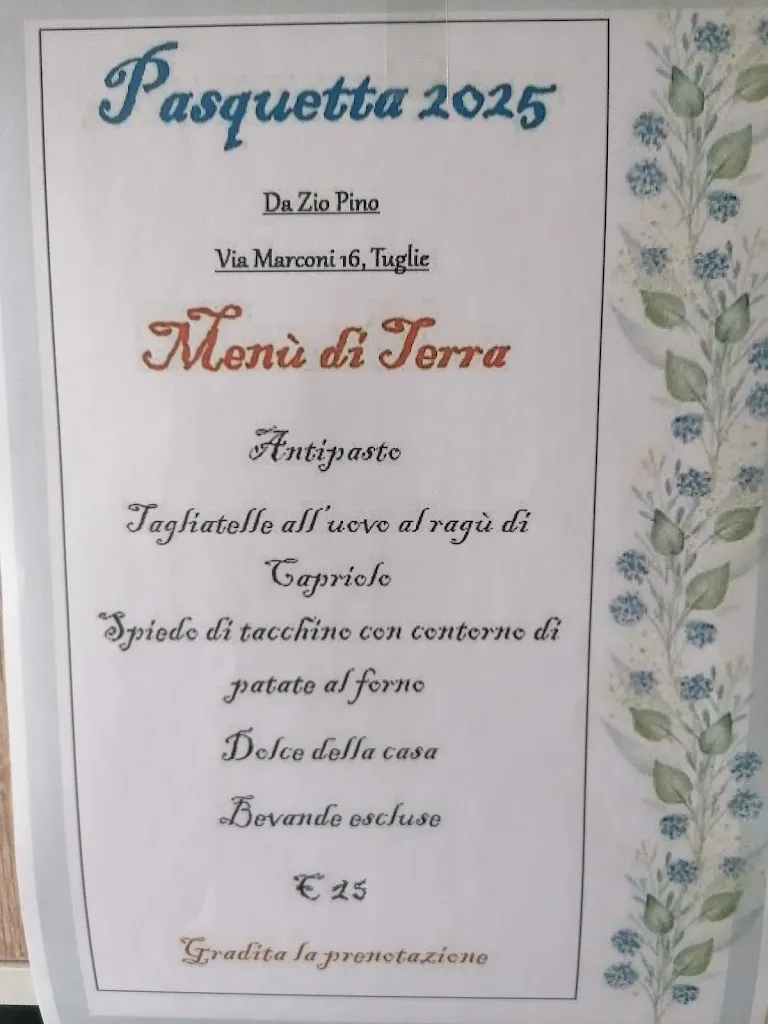 Pasquetta 2025
Da Zio Pino
Via Marconi 16, Tuglie
Menù di Terra
Antipasto
Tagliatelle all'uovo al ragù di
Capriolo
Spiedo di tacchino con contorno di
patate al forno
Dolce della casa
Bevande escluse
€ 25
Gradita la prenotazione